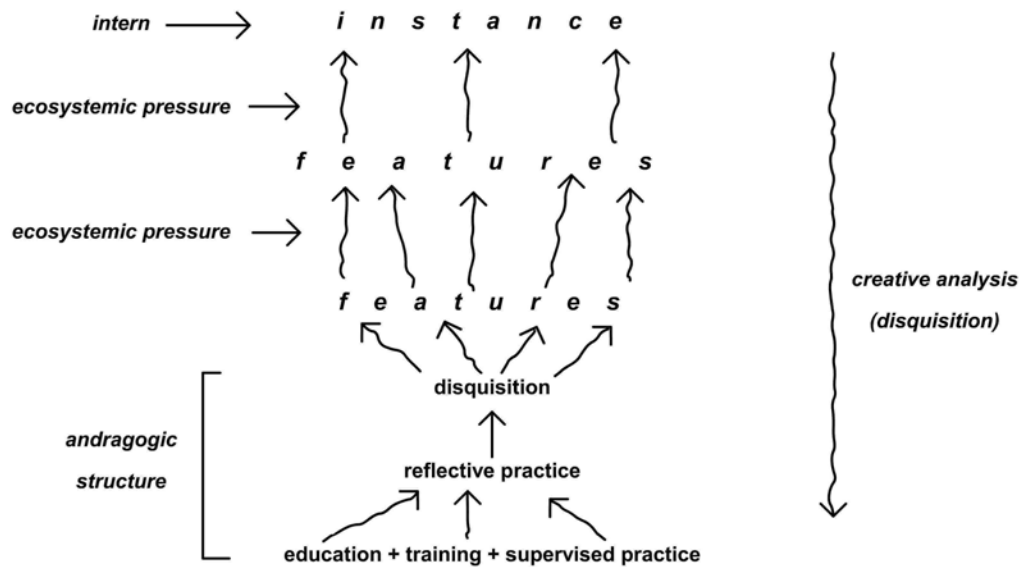 intern
i n s t a n c e
ecosystemic pressure
f e a t u r e s
ecosystemic pressure
f e a t u r e s
creative analysis
(disquisition)
disquisition
andragogic
structure
reflective practice
education + training + supervised practice